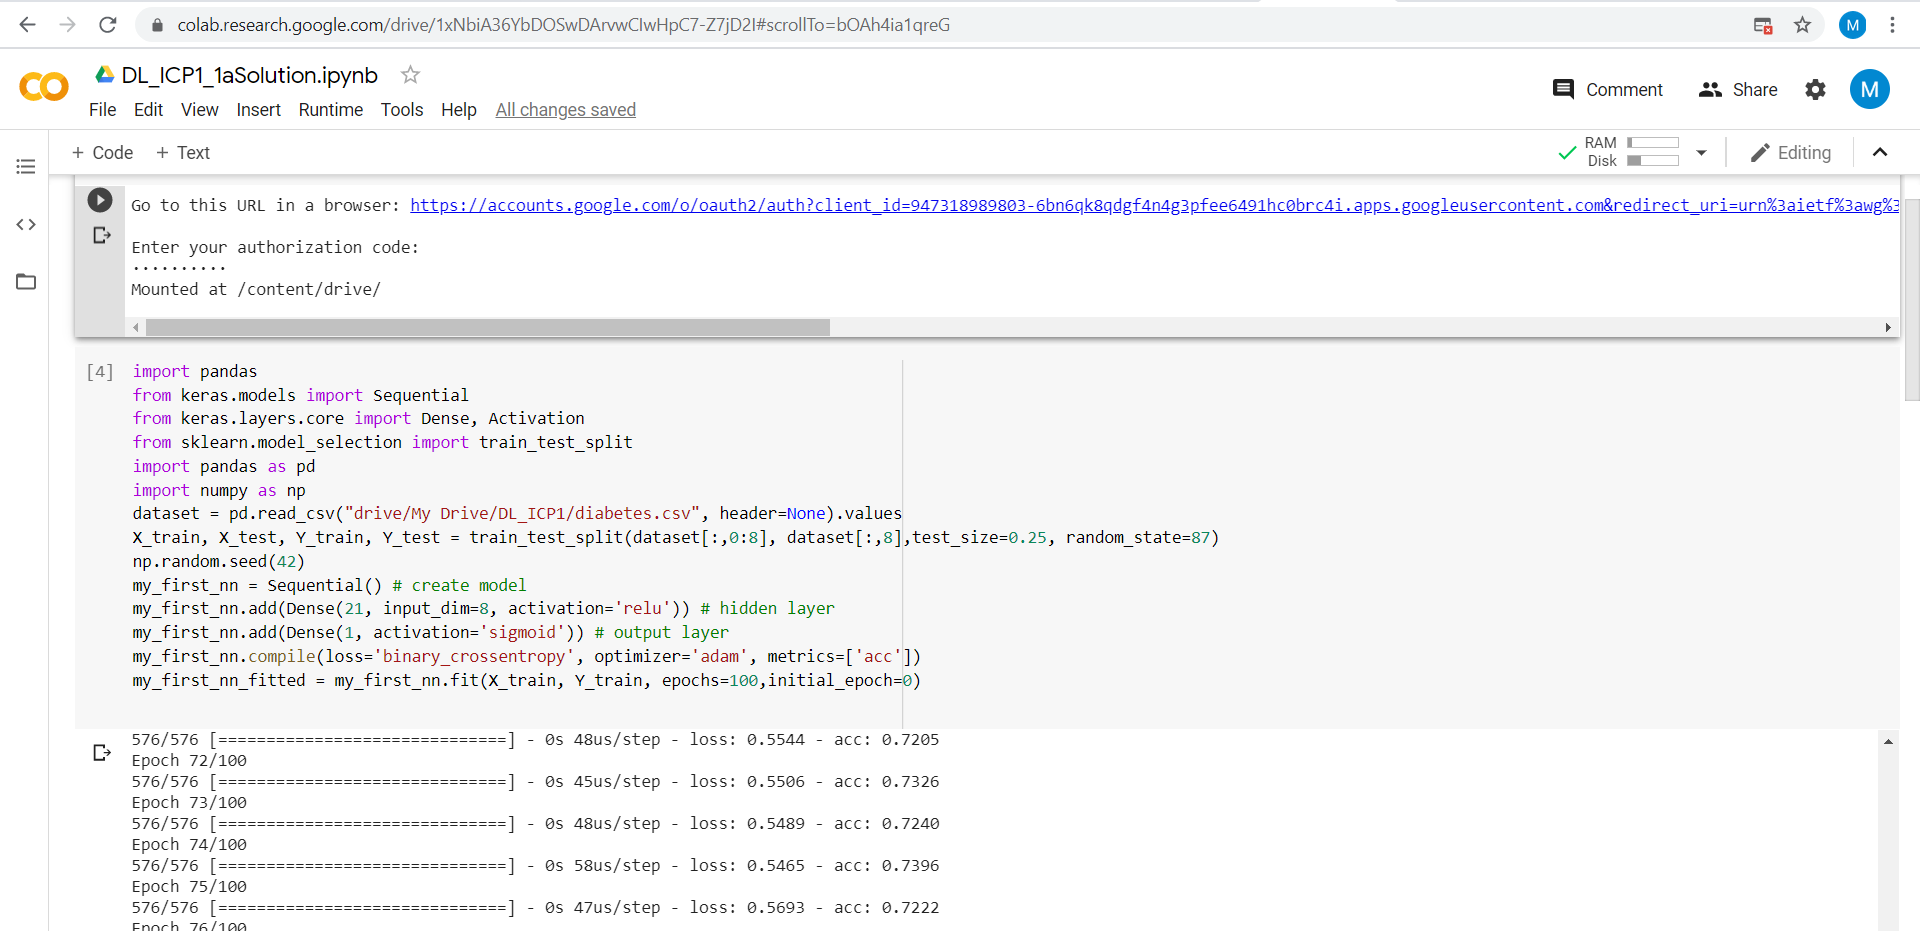 colab.research.google.com/drive/1xNbiA36YbDOSwDArvwCIwHpC7-Z7jD2I#scrollTo=bOAh4ia1qreG
M
CO
DL_ICP1_1aSolution.ipynb
File Edit View Insert Runtime Tools Help All changes saved
Comment Share M
+ Code + Text
RAM
Disk
Editing
Go to this URL in a browser: https://accounts.google.com/o/oauth2/auth?client_id=947318989803-6bn6qk8qdgf4n4g3pfee6491hc0brc4i.apps.googleusercontent.com&redirect_uri=urn%3aietf%3awg%3
Enter your authorization code:
··········
Mounted at /content/drive/
[4]
import pandas
from keras.models import Sequential
from keras.layers.core import Dense, Activation
from sklearn.model_selection import train_test_split
import pandas as pd
import numpy as np
dataset = pd.read_csv("drive/My Drive/DL_ICP1/diabetes.csv", header=None).values
X_train, X_test, Y_train, Y_test = train_test_split(dataset[:,0:8], dataset[:,8],test_size=0.25, random_state=87)
np.random.seed(42)
my_first_nn = Sequential() # create model
my_first_nn.add(Dense(21, input_dim=8, activation='relu')) # hidden layer
my_first_nn.add(Dense(1, activation='sigmoid')) # output layer
my_first_nn.compile(loss='binary_crossentropy', optimizer='adam', metrics=['acc'])
my_first_nn_fitted = my_first_nn.fit(X_train, Y_train, epochs=100,initial_epoch=0)
576/576 [==============================] - 0s 48us/step - loss: 0.5544 - acc: 0.7205
Epoch 72/100
576/576 [==============================] - 0s 45us/step - loss: 0.5506 - acc: 0.7326
Epoch 73/100
576/576 [==============================] - 0s 48us/step - loss: 0.5489 - acc: 0.7240
Epoch 74/100
576/576 [==============================] - 0s 58us/step - loss: 0.5465 - acc: 0.7396
Epoch 75/100
576/576 [==============================] - 0s 47us/step - loss: 0.5693 - acc: 0.7222
Epoch 76/100